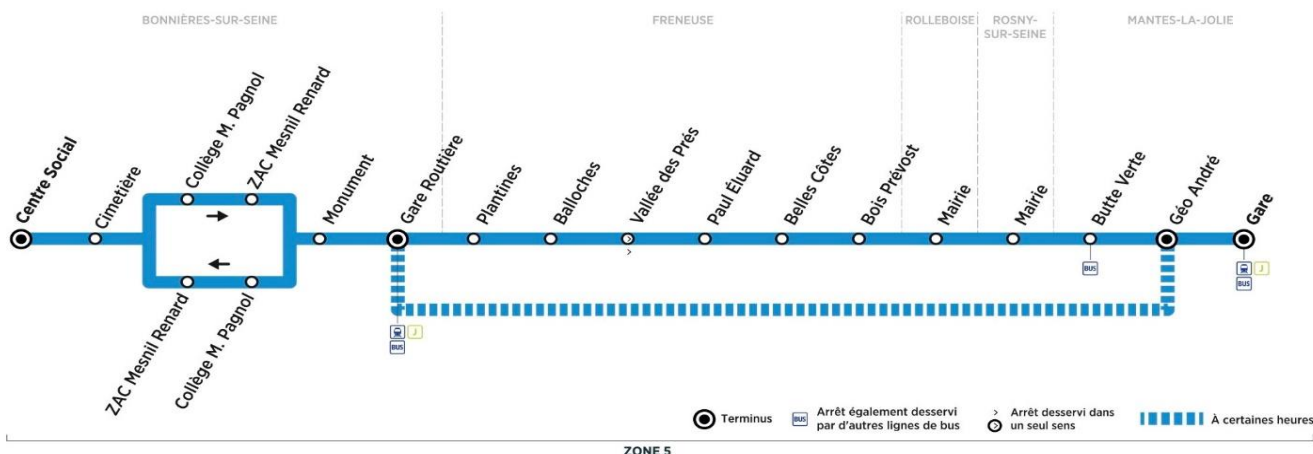 BONNIÈRES-SUR-SEINE
FRENEUSE
ROLLEBOISE
ROSNY-
SUR-SEINE
MANTES-LA-JOLIE
Centre Social
Cimetière
Collège M. Pagnol
ZAC Mesnil Renard
ZAC Mesnil Renard
Collège M. Pagnol
Monument
Gare Routière
Plantines
Balloches
Vallée des Prés
Paul Éluard
Belles Côtes
Bois Prévost
Mairie
Mairie
Butte Verte
Géo André
Gare
BUS
J
BUS
J
BUS
Terminus
BUS
Arrêt également desservi
par d'autres lignes de bus
Arrêt desservi dans
un seul sens
À certaines heures
ZONE 5